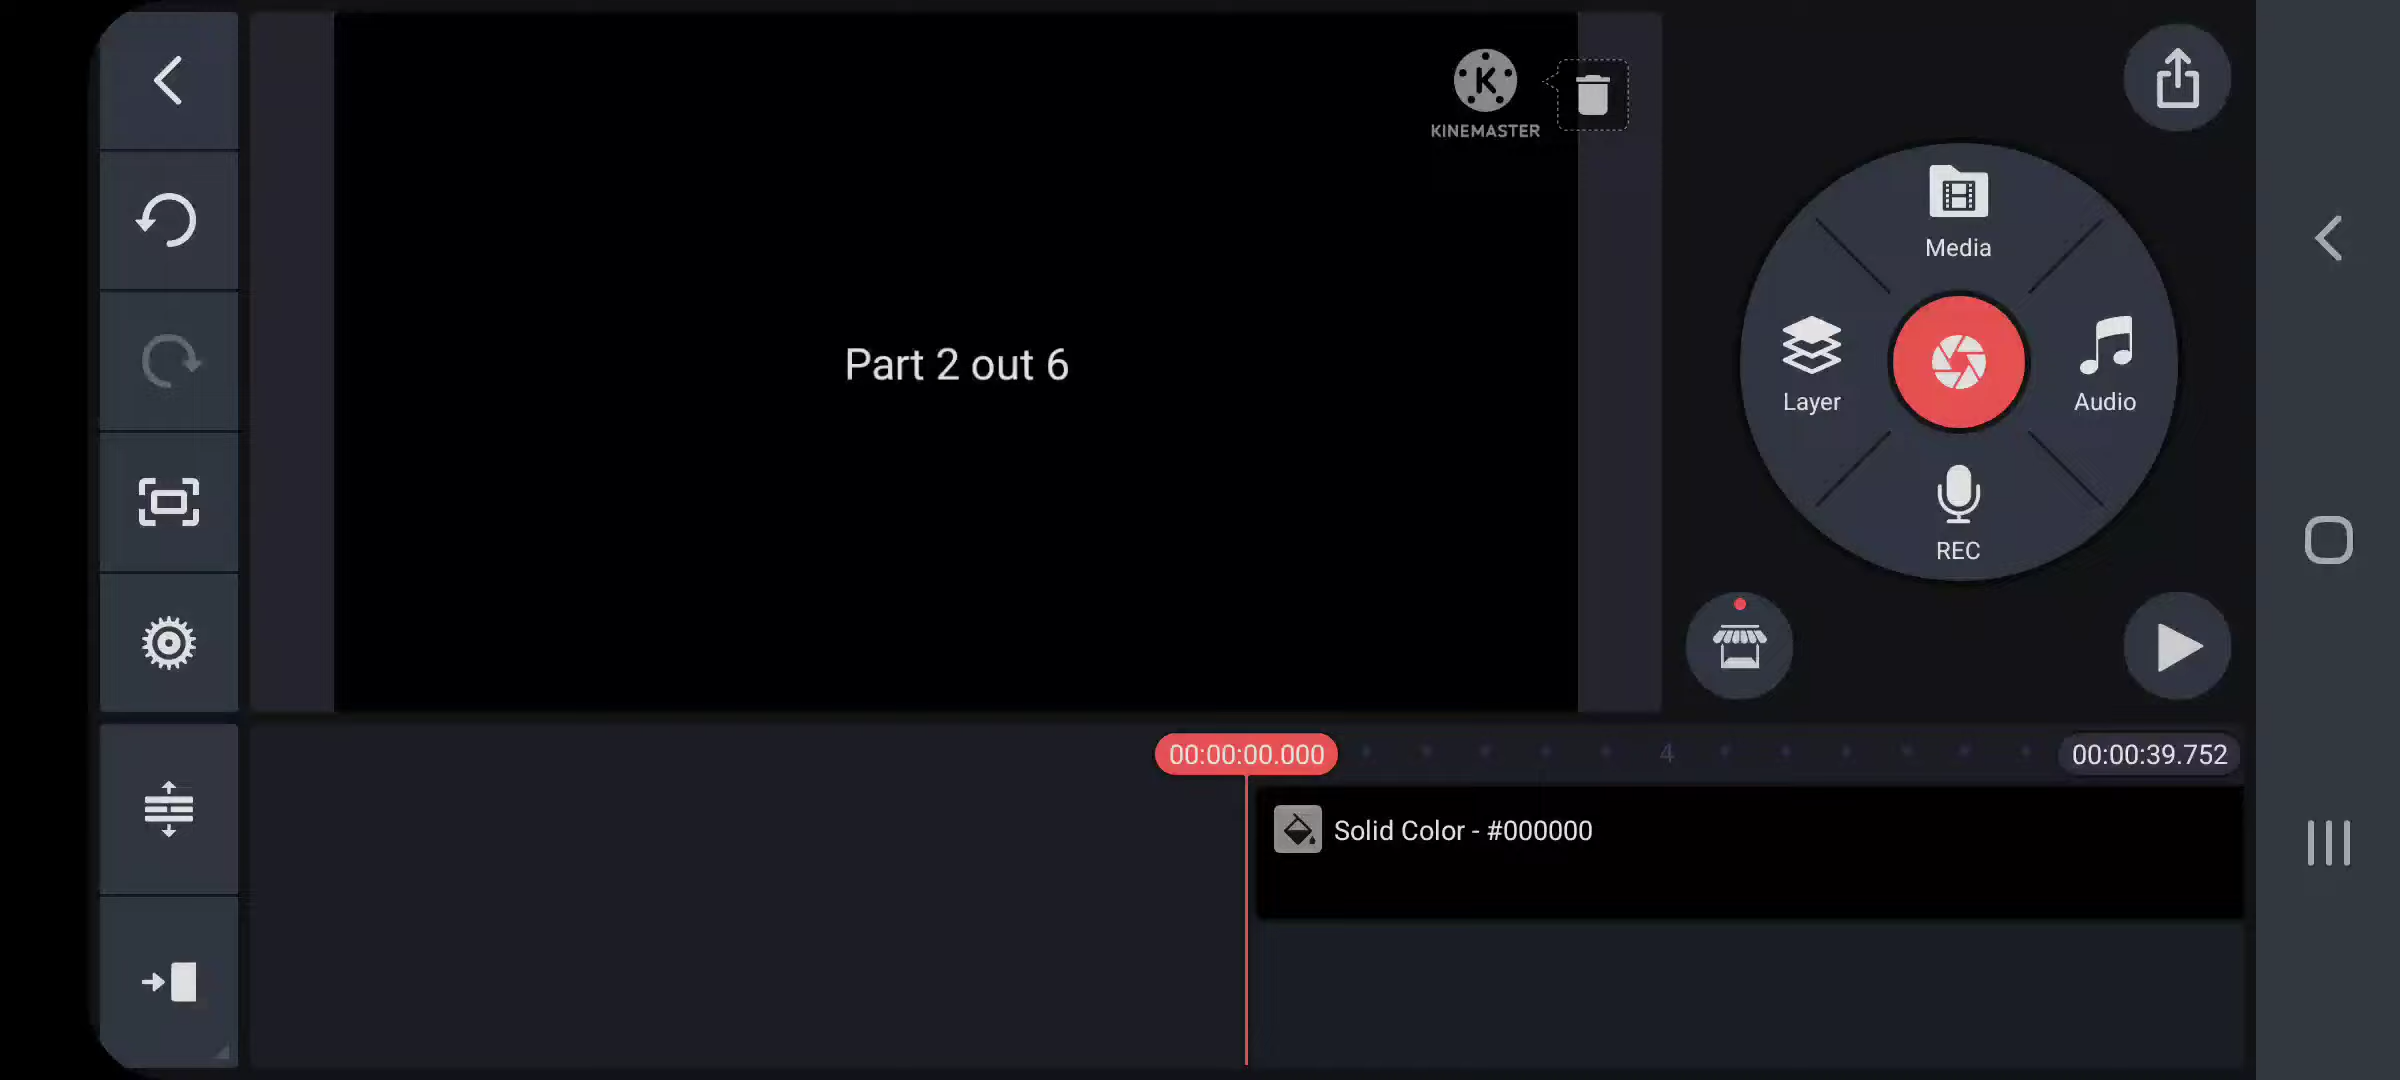 KINEMASTER
Part 2 out 6
Media
Layer
Audio
REC
00:00:00.000
4
00:00:39.752
Solid Color - #000000